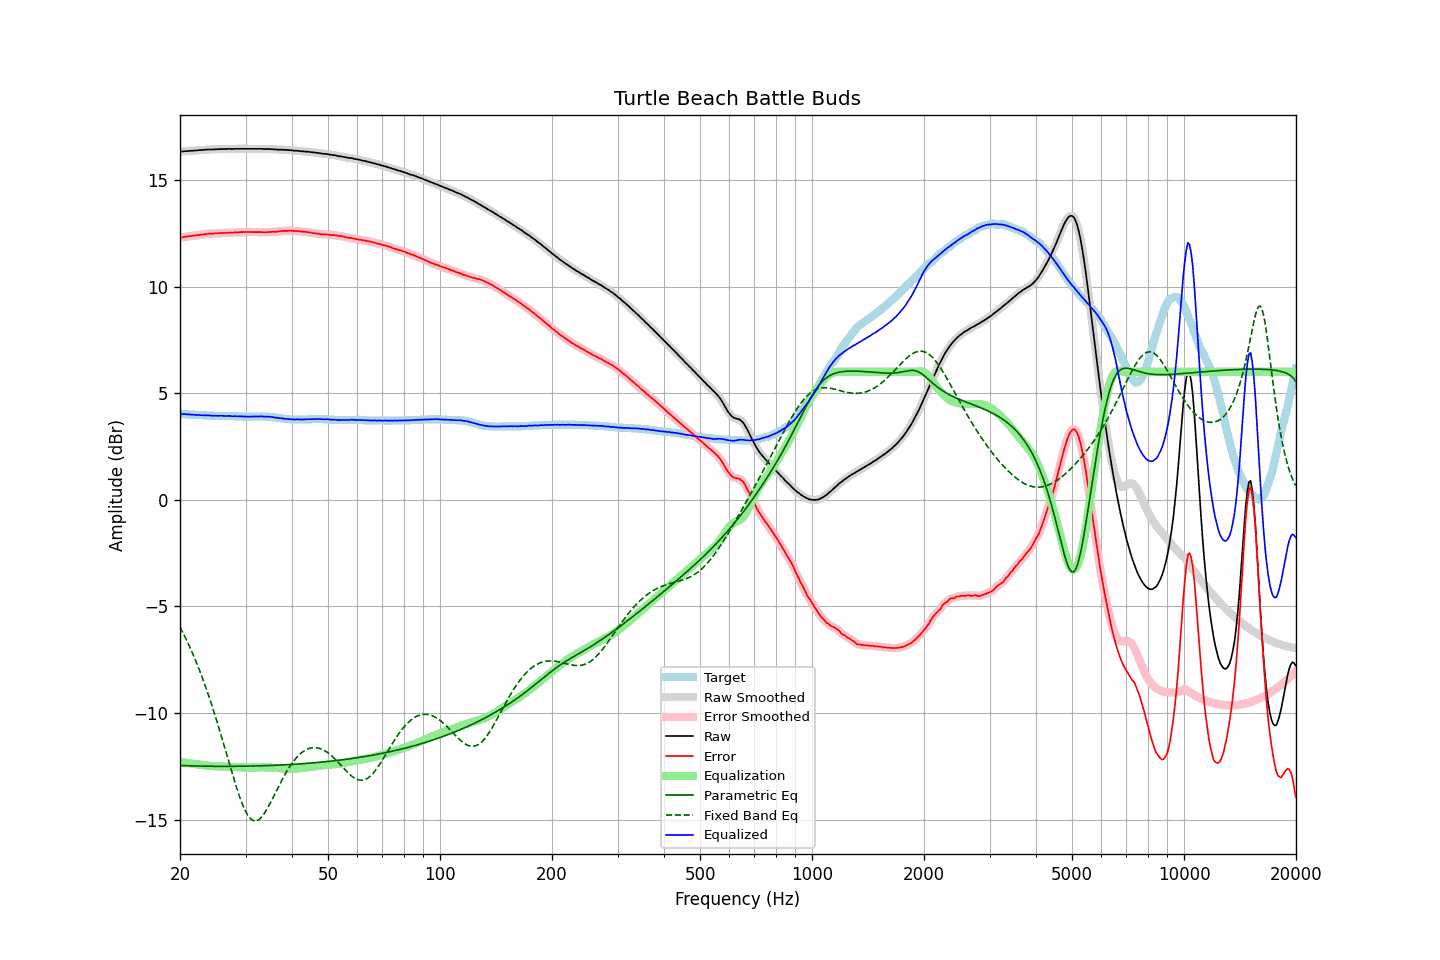 Turtle Beach Battle Buds
15
10
5
0
−5
−10
−15
Amplitude (dBr)
Target
Raw Smoothed
Error Smoothed
Raw
Error
Equalization
Parametric Eq
Fixed Band Eq
Equalized
20 50 100 200 500 1000 2000 5000 10000 20000
Frequency (Hz)